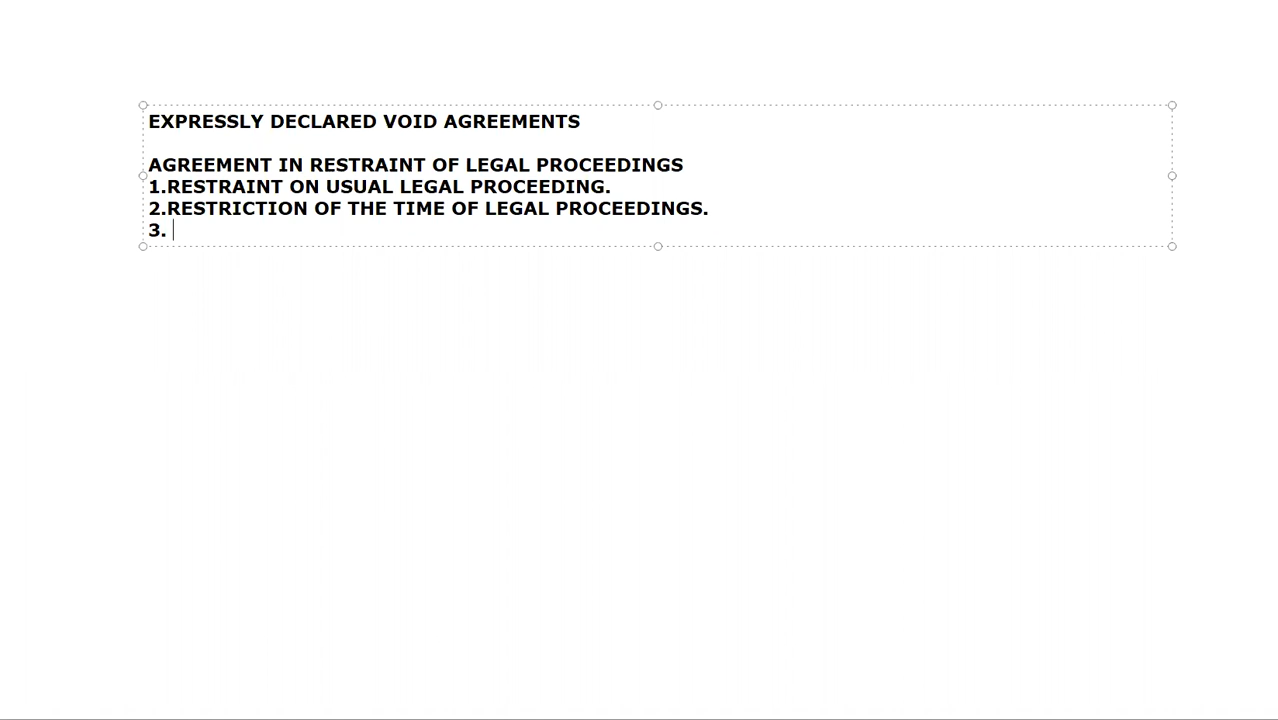 EXPRESSLY DECLARED VOID AGREEMENTS
AGREEMENT IN RESTRAINT OF LEGAL PROCEEDINGS
1.RESTRAINT ON USUAL LEGAL PROCEEDING.
2.RESTRICTION OF THE TIME OF LEGAL PROCEEDINGS.
3.